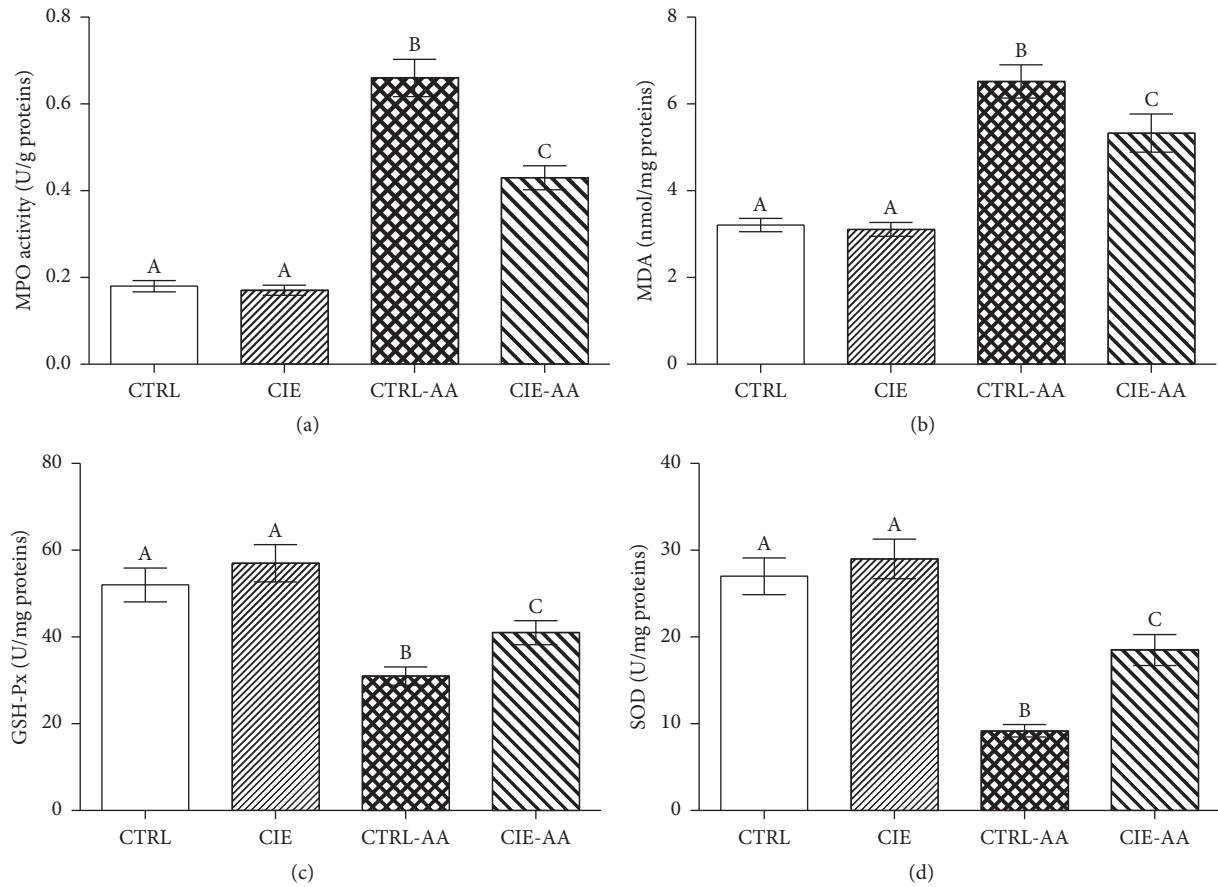 MPO activity (U/g proteins)
0.8
0.6
0.4
0.2
0.0
A
A
B
C
CTRL
CIE
CTRL-AA
CIE-AA
(a)
MDA (nmol/mg proteins)
8
6
4
2
0
A
A
B
C
CTRL
CIE
CTRL-AA
CIE-AA
(b)
GSH-Px (U/mg proteins)
80
60
40
20
0
A
A
B
C
CTRL
CIE
CTRL-AA
CIE-AA
(c)
SOD (U/mg proteins)
40
30
20
10
0
A
A
B
C
CTRL
CIE
CTRL-AA
CIE-AA
(d)